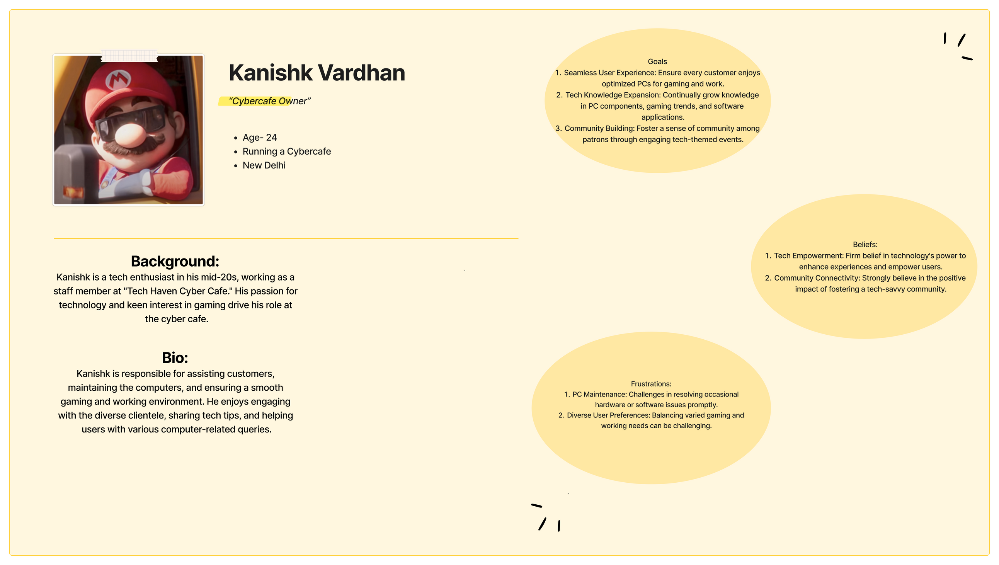 Kanishk Vardhan
“Cybercafe Owner”
• Age- 24
• Running a Cybercafe
• New Delhi
Background:
Kanishk is a tech enthusiast in his mid-20s, working as a
staff member at "Tech Haven Cyber Cafe." His passion for
technology and keen interest in gaming drive his role at
the cyber cafe.
Bio:
Kanishk is responsible for assisting customers,
maintaining the computers, and ensuring a smooth
gaming and working environment. He enjoys engaging
with the diverse clientele, sharing tech tips, and helping
users with various computer-related queries.
Goals
1. Seamless User Experience: Ensure every customer enjoys
optimized PCs for gaming and work.
2. Tech Knowledge Expansion: Continually grow knowledge
in PC components, gaming trends, and software
applications.
3. Community Building: Foster a sense of community among
patrons through engaging tech-themed events.
Beliefs:
1. Tech Empowerment: Firm belief in technology's power to
enhance experiences and empower users.
2. Community Connectivity: Strongly believe in the positive
impact of fostering a tech-savvy community.
Frustrations:
1. PC Maintenance: Challenges in resolving occasional
hardware or software issues promptly.
2. Diverse User Preferences: Balancing varied gaming and
working needs can be challenging.